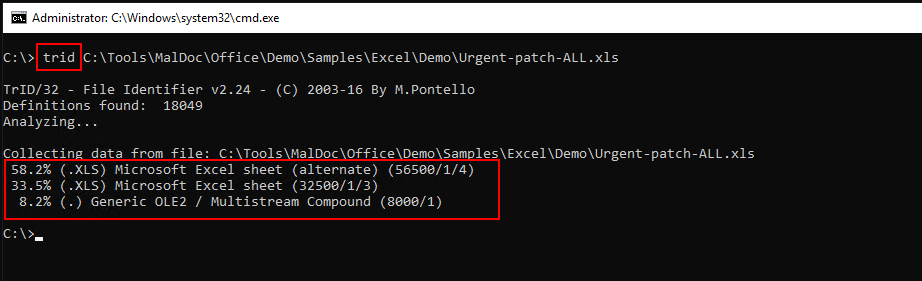 Administrator: C:\Windows\system32\cmd.exe
C:\> trid C:\Tools\MalDoc\Office\Demo\Samples\Excel\Demo\Urgent-patch-ALL.xls
TrID/32 - File Identifier v2.24 - (C) 2003-16 By M.Pontello
Definitions found:  18049
Analyzing...
Collecting data from file: C:\Tools\MalDoc\Office\Demo\Samples\Excel\Demo\Urgent-patch-ALL.xls
 58.2% (.XLS) Microsoft Excel sheet (alternate) (56500/1/4)
 33.5% (.XLS) Microsoft Excel sheet (32500/1/3)
  8.2% (.) Generic OLE2 / Multistream Compound (8000/1)
C:\>